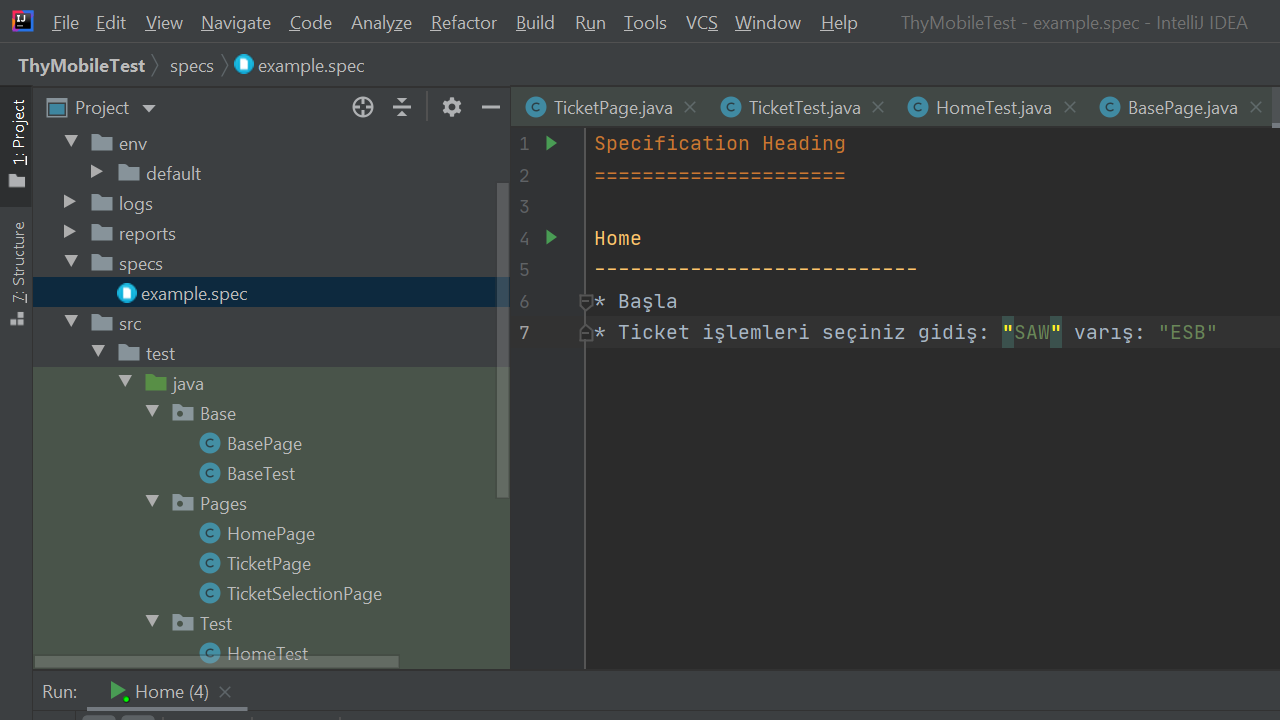 File Edit View Navigate Code Analyze Refactor Build Run Tools VCS Window Help ThyMobileTest - example.spec - IntelliJ IDEA
ThyMobileTest specs example.spec
1: Project
7: Structure
Project
env
default
logs
reports
specs
example.spec
src
test
java
Base
BasePage
BaseTest
Pages
HomePage
TicketPage
TicketSelectionPage
Test
HomeTest
TicketPage.java TicketTest.java HomeTest.java BasePage.java
1 Specification Heading
2 =====================
3
4 Home
5 ---------------------------
6 * Başla
7 * Ticket işlemleri seçiniz gidiş: "SAW" varış: "ESB"
Run: Home (4)